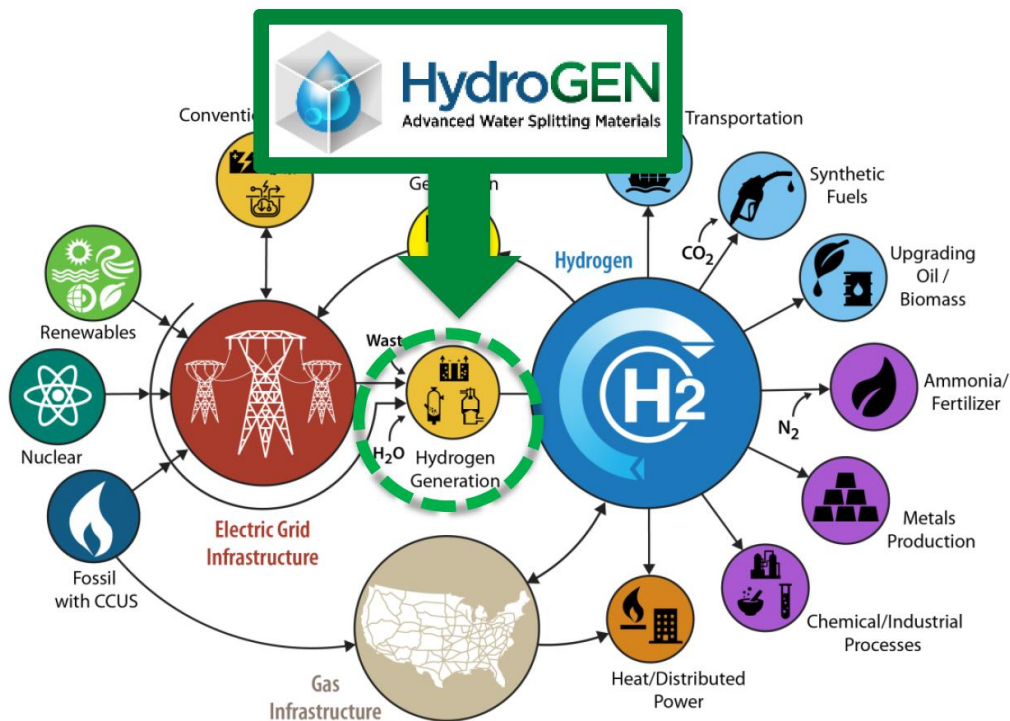 HydroGEN
Advanced Water Splitting Materials
Transportation
Synthetic
Fuels
CO2
Upgrading
Oil /
Biomass
Hydrogen
Renewables
Wast
H2
Ammonia/
Fertilizer
N2
Nuclear
H2O
Hydrogen
Generation
Metals
Production
Electric Grid
Infrastructure
Fossil
with CCUS
Chemical/Industrial
Processes
Gas
Infrastructure
Heat/Distributed
Power